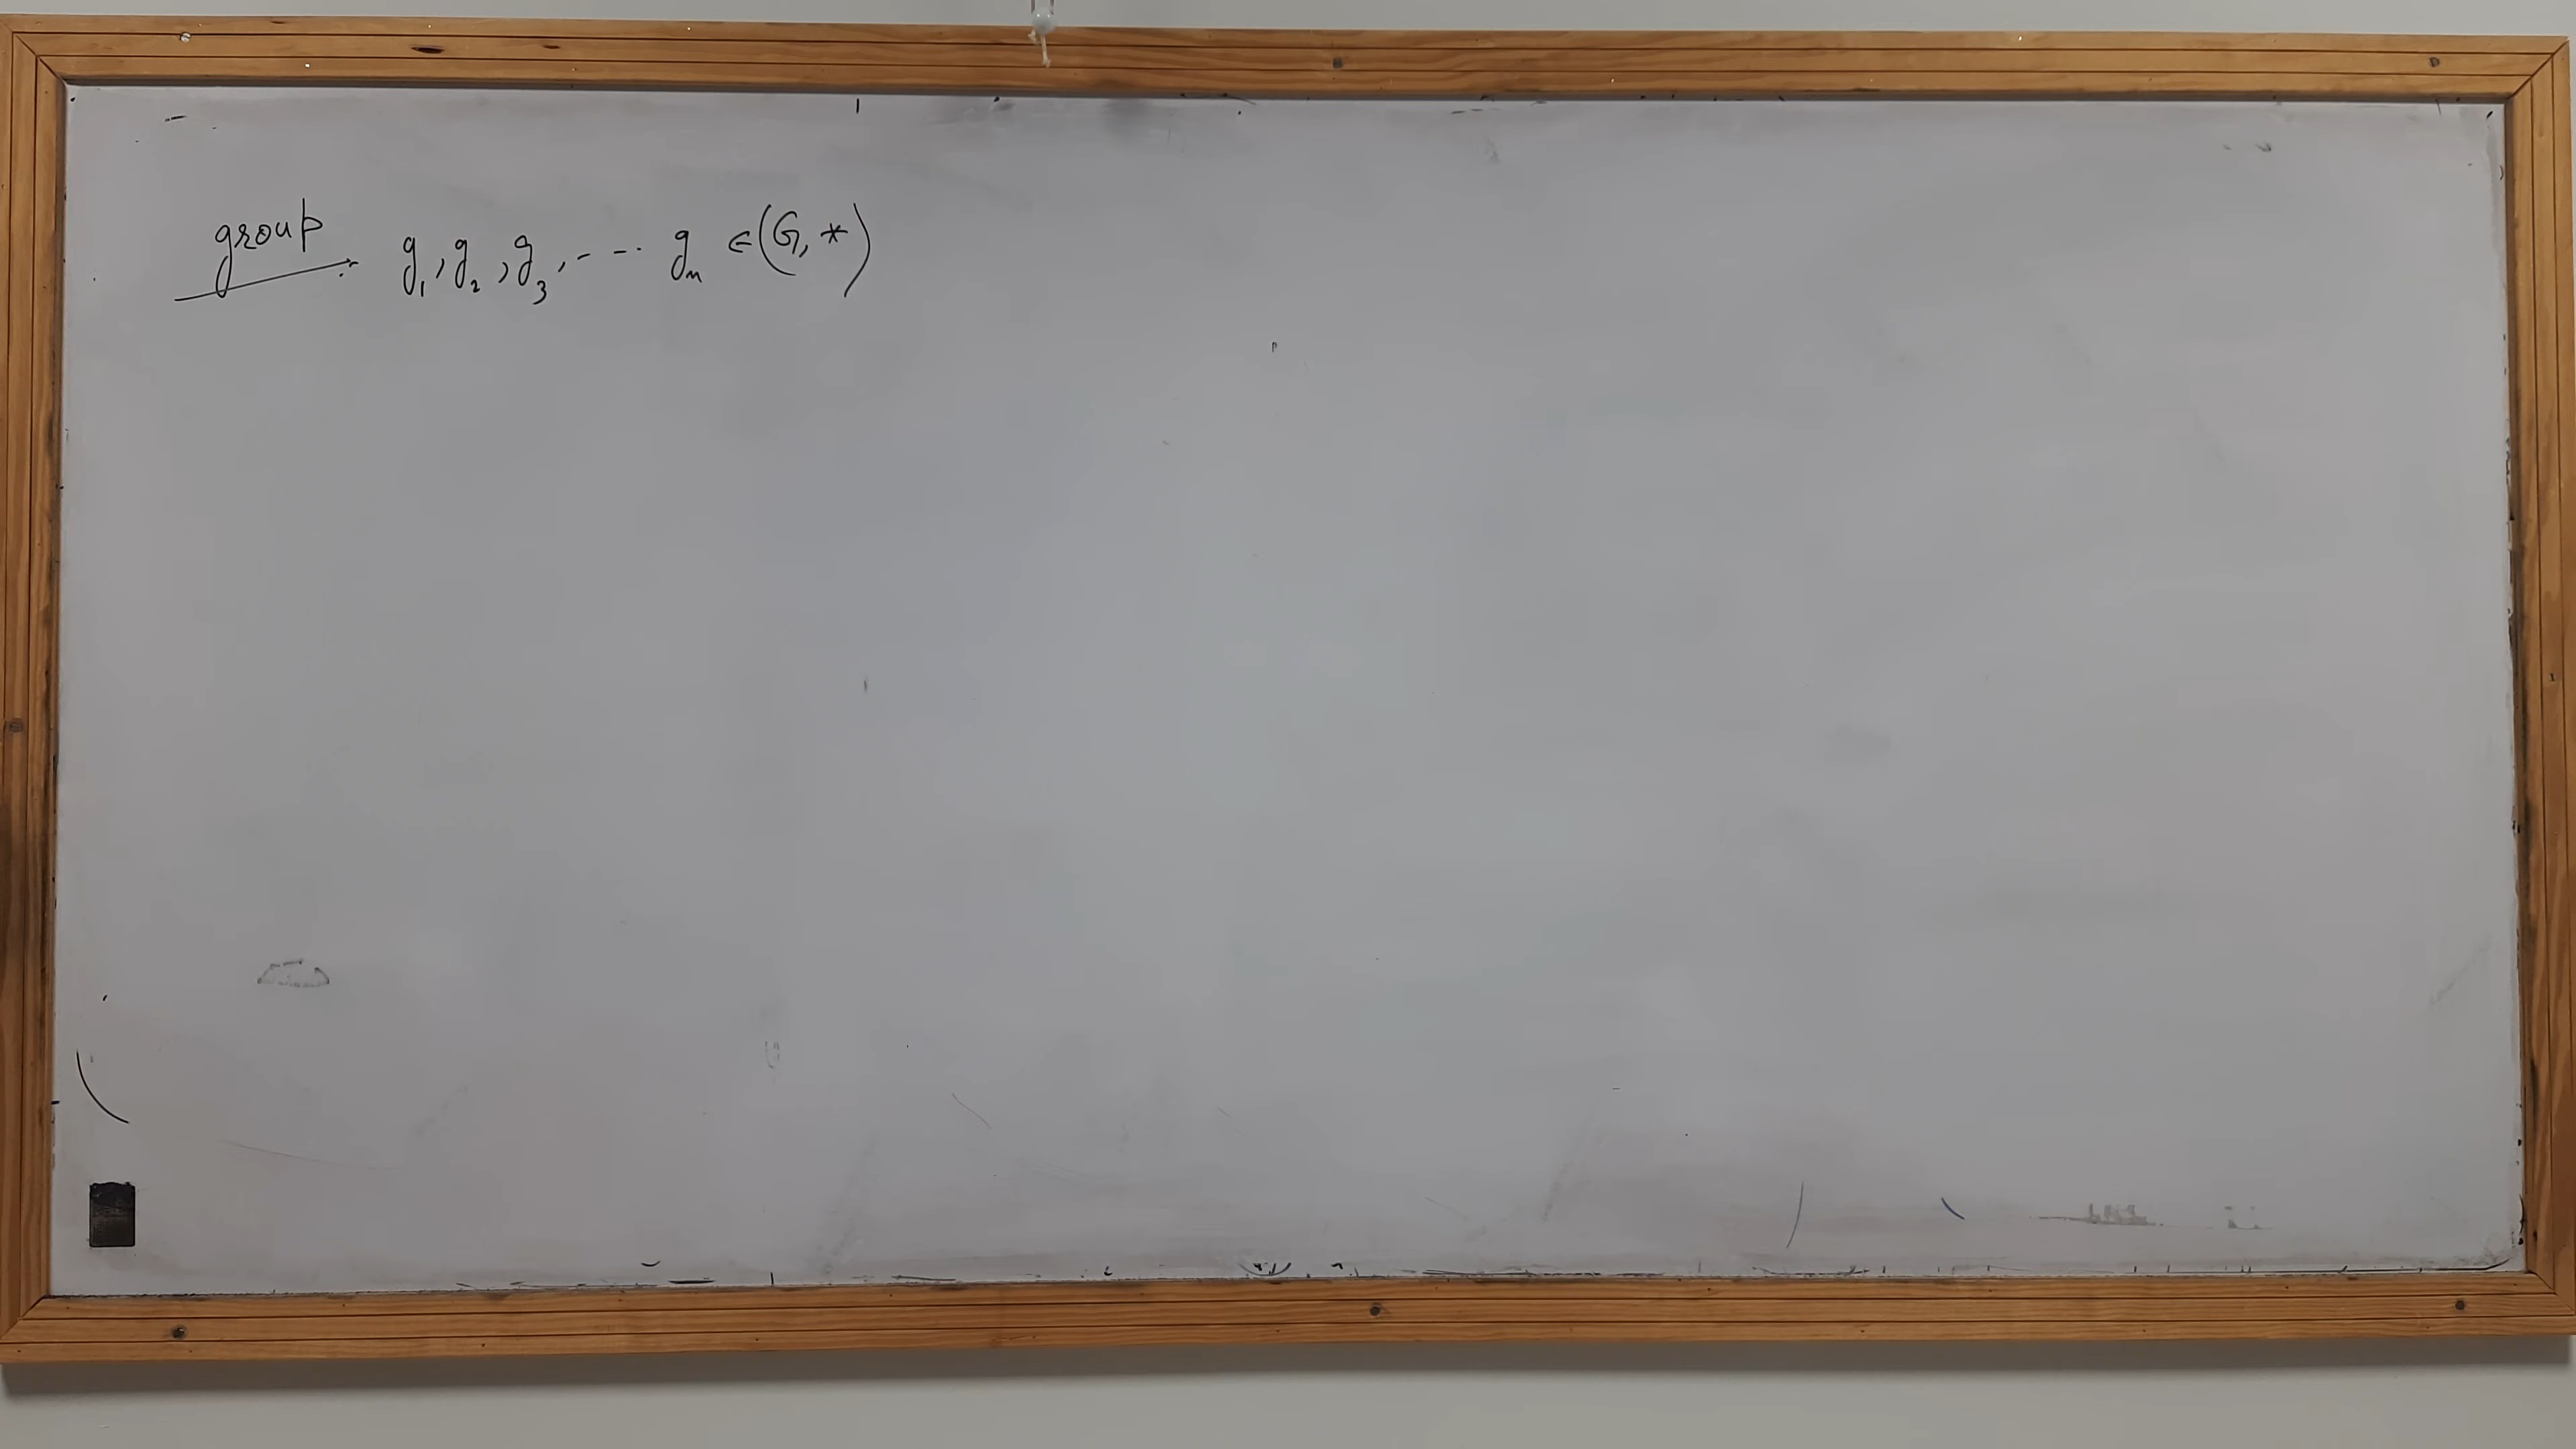 group :- g₁, g₂, g₃, ---- gₙ ∈ (G, *)